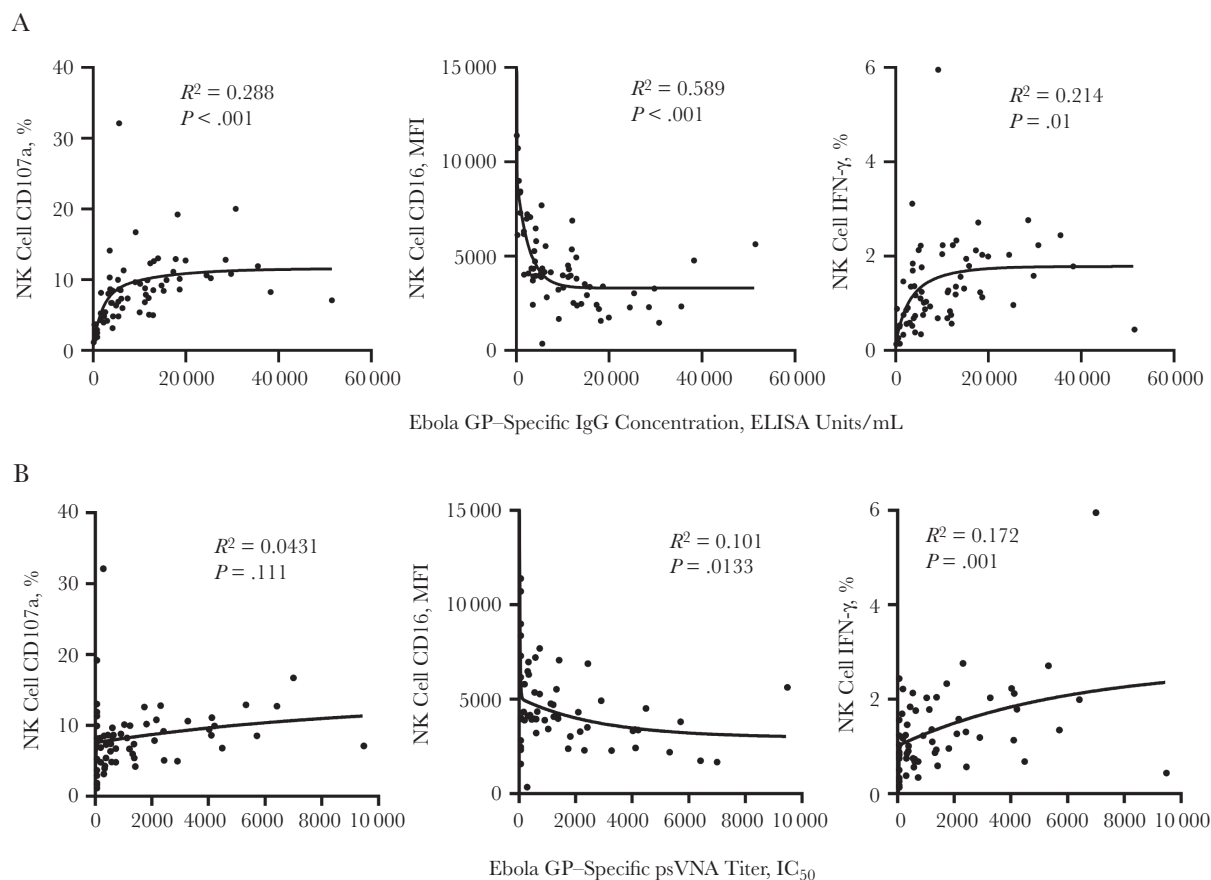 A
NK Cell CD107a, %
40
30
20
10
0
0 20 000 40 000 60 000
R² = 0.288
P < .001
NK Cell CD16, MFI
15 000
10 000
5000
0
0 20 000 40 000 60 000
R² = 0.589
P < .001
NK Cell IFN-γ, %
6
4
2
0
0 20 000 40 000 60 000
R² = 0.214
P = .01
Ebola GP–Specific IgG Concentration, ELISA Units/mL
B
NK Cell CD107a, %
40
30
20
10
0
0 2000 4000 6000 8000 10 000
R² = 0.0431
P = .111
NK Cell CD16, MFI
15 000
10 000
5000
0
0 2000 4000 6000 8000 10 000
R² = 0.101
P = .0133
NK Cell IFN-γ, %
6
4
2
0
0 2000 4000 6000 8000 10 000
R² = 0.172
P = .001
Ebola GP–Specific psVNA Titer, IC₅₀